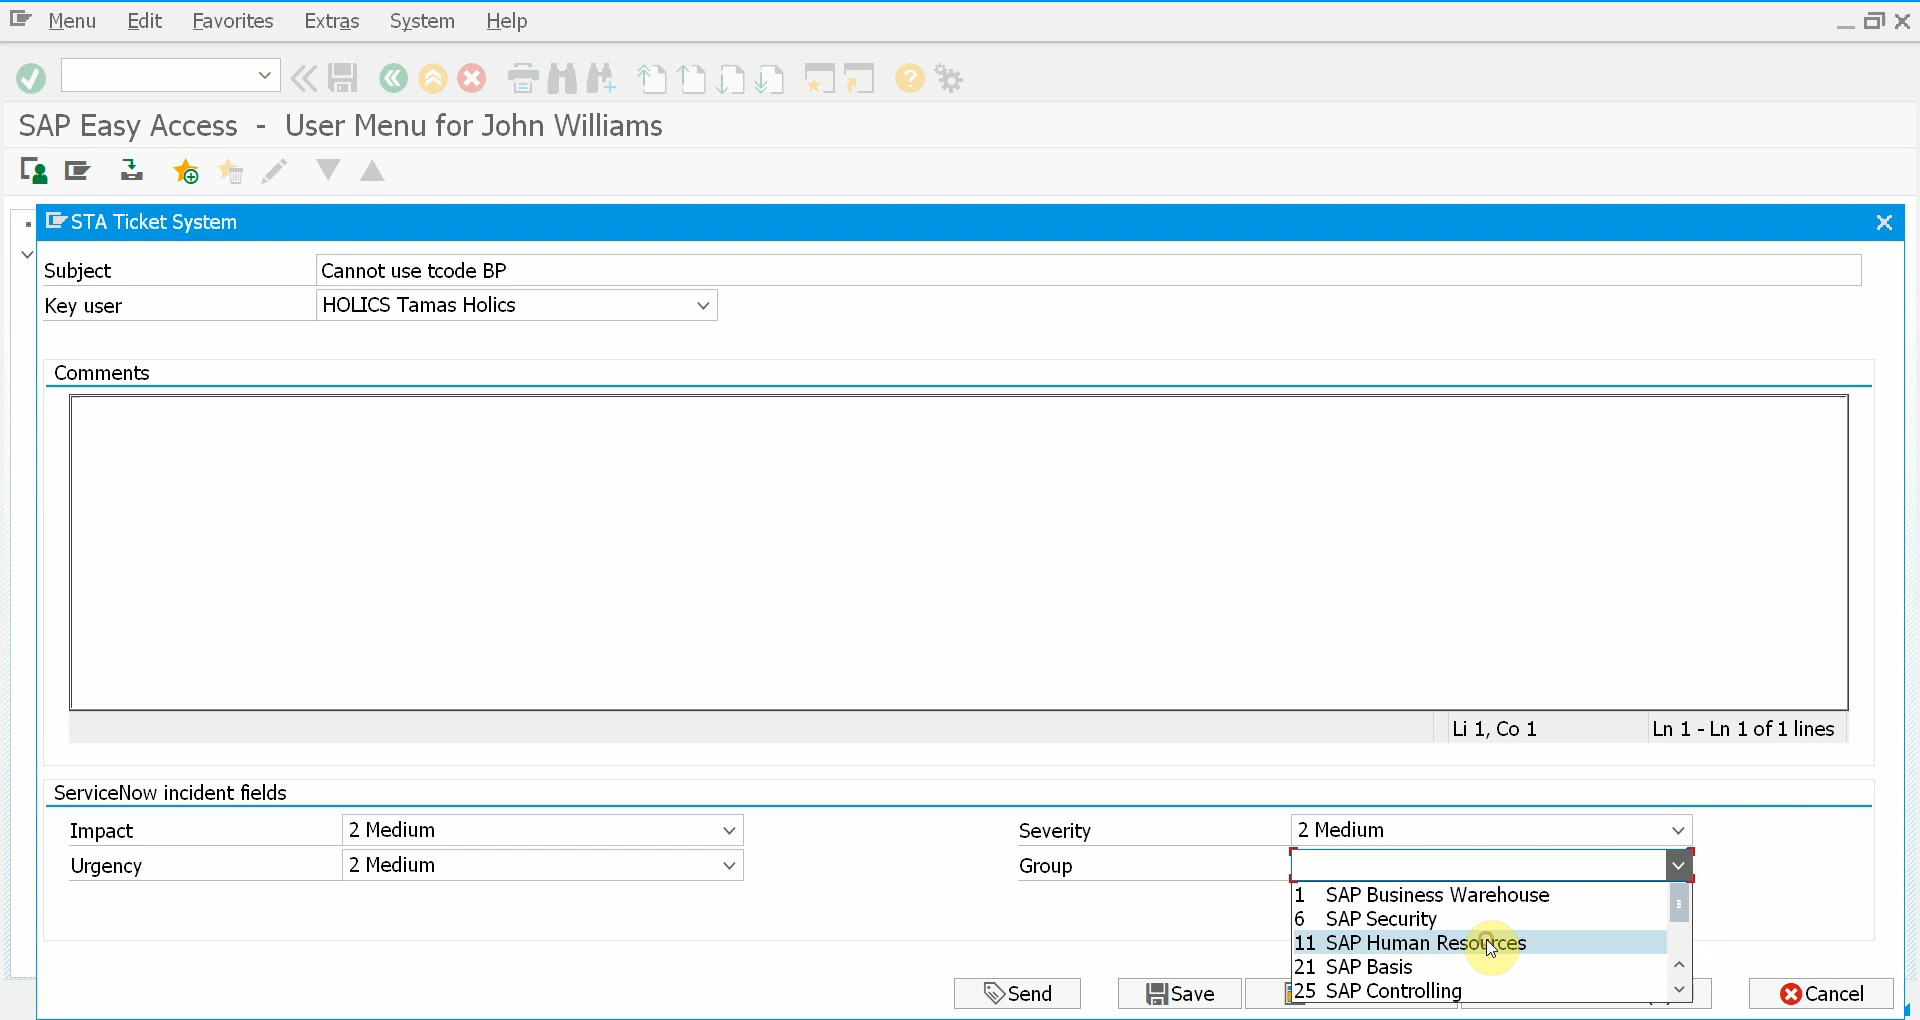 Menu Edit Favorites Extras System Help
SAP Easy Access - User Menu for John Williams
STA Ticket System
Subject Cannot use tcode BP
Key user HOLICS Tamas Holics
Comments
Li 1, Co 1 Ln 1 - Ln 1 of 1 lines
ServiceNow incident fields
Impact 2 Medium Severity 2 Medium
Urgency 2 Medium Group
1 SAP Business Warehouse
6 SAP Security
11 SAP Human Resources
21 SAP Basis
25 SAP Controlling
Send Save Cancel